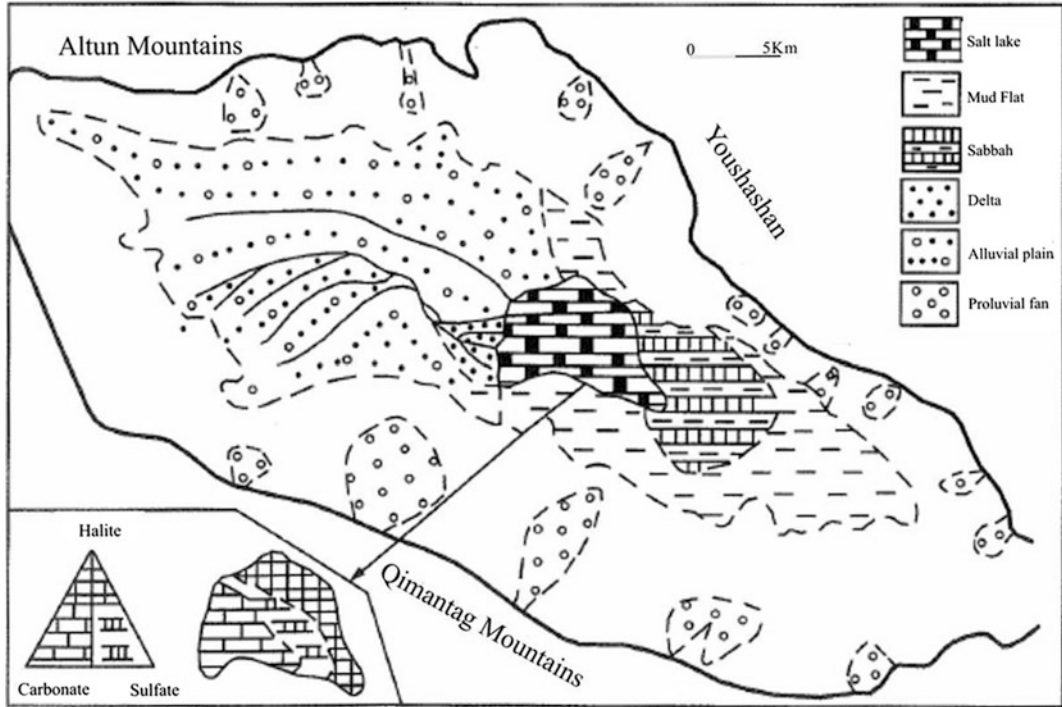 Altun Mountains
0 5Km
Salt lake
Mud Flat
Sabbah
Delta
Alluvial plain
Proluvial fan
Youshashan
Qimantag Mountains
Halite
Carbonate Sulfate